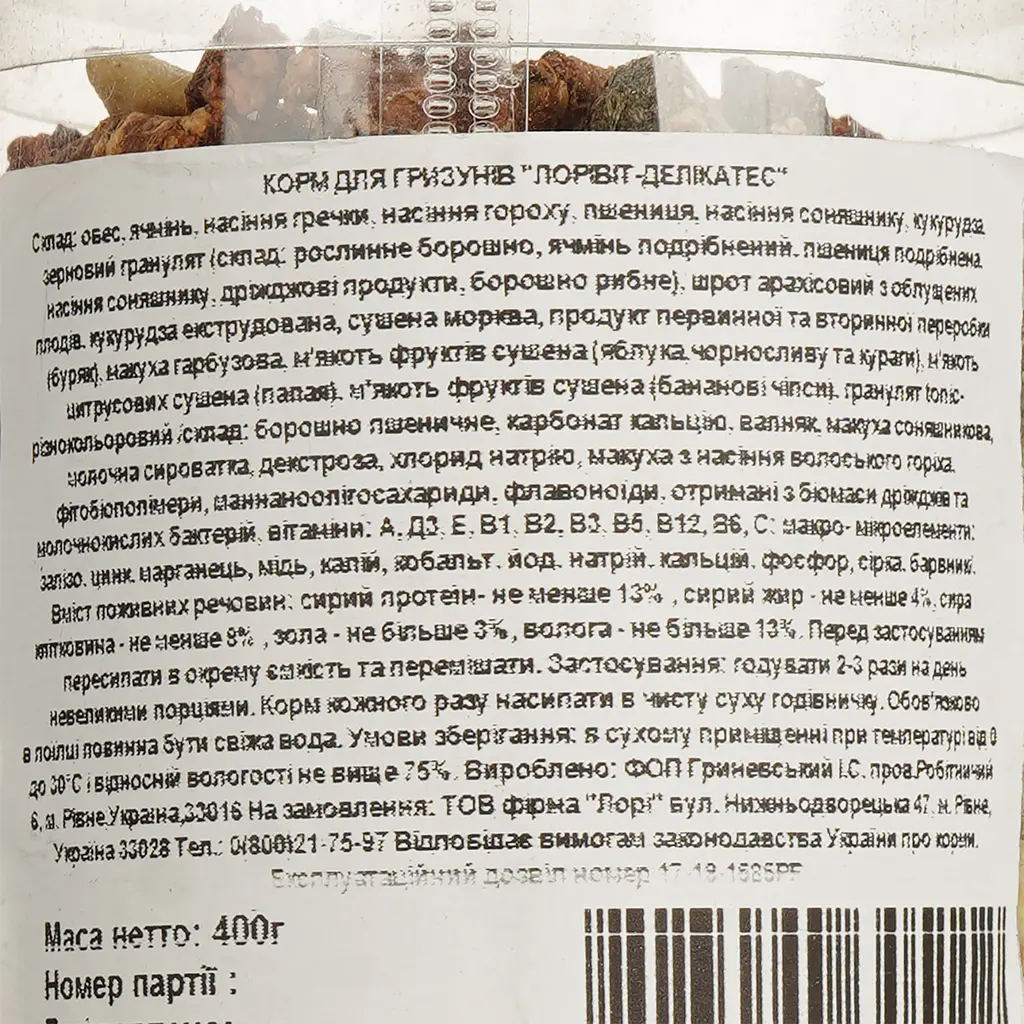 КОРМ ДЛЯ ГРИЗУНІВ "ЛОРІВІТ-ДЕЛІКАТЕС"
Склад: овес, ячмінь, насіння гречки, насіння гороху, пшениця, насіння соняшнику, кукурудза,
зерновий гранулят (склад: рослинне борошно, ячмінь подрібнений, пшениця подрібнена,
насіння соняшнику, дріжджові продукти, борошно рибне), шрот арахісовий з облущених
плодів, кукурудза екструдована, сушена морква, продукт первинної та вторинної переробки
(буряк), макуха гарбузова, м'якоть фруктів сушена (яблука, чорносливу та кураги), м'якоть
цитрусових сушена (папая), м'якоть фруктів сушена (бананові чіпси), гранулят tonic-
різнокольоровий /склад: борошно пшеничне, карбонат кальцію, вапняк, макуха соняшникова,
молочна сироватка, декстроза, хлорид натрію, макуха з насіння волоського горіха,
фітобіополімери, маннаноолігосахариди, флавоноїди, отримані з біомаси дріжджів та
молочнокислих бактерій, вітаміни: А, Д3, Е, В1, В2, В3, В5, В12, В6, С; макро- мікроелементи:
залізо, цинк, марганець, мідь, калій, кобальт, йод, натрій, кальцій, фосфор, сірка, барвник/.
Вміст поживних речовин: сирий протеїн- не менше 13% , сирий жир - не менше 4%, сира
клітковина - не менше 8% , зола - не більше 3%, волога - не більше 13%. Перед застосуванням
пересипати в окрему ємкість та перемішати. Застосування: годувати 2-3 рази на день
невеликими порціями. Корм кожного разу насипати в чисту суху годівничку. Обов'язково
в поїлці повинна бути свіжа вода. Умови зберігання: в сухому приміщенні при температурі від 0
до 30°С і відносній вологості не вище 75%. Вироблено: ФОП Гриневський І.С. пров.Робітничий
6, м. Рівне,Україна,33016 На замовлення: ТОВ фірма "Лорі" вул. Нижньодворецька 47, м. Рівне,
Україна 33028 Тел.: 0(800)21-75-97 Відповідає вимогам законодавства України про корми.
Експлуатаційний дозвіл номер 17-18-1585PF
Маса нетто: 400г
Номер партії :